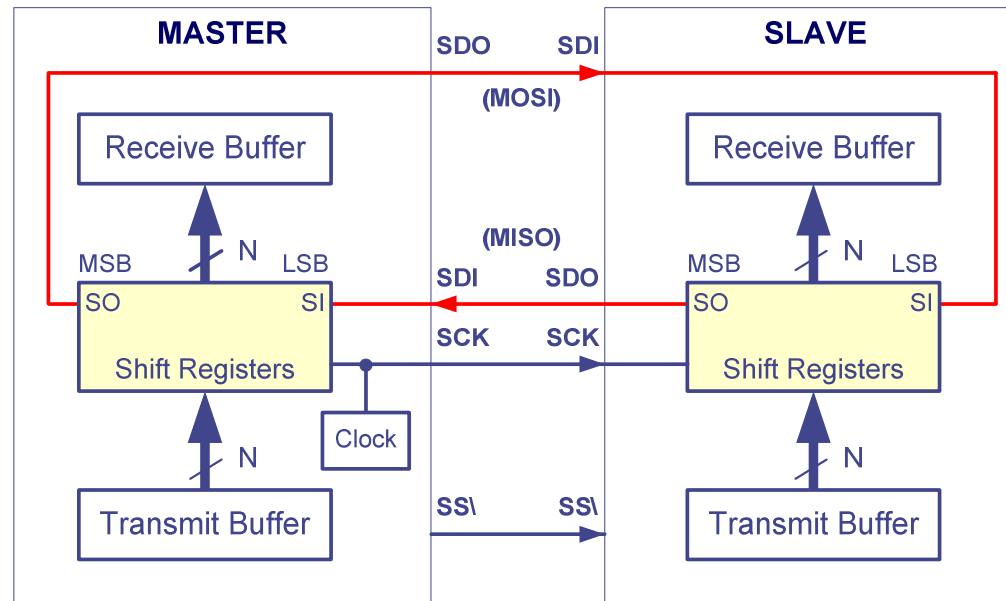 MASTER
SDO SDI
SLAVE
(MOSI)
Receive Buffer
Receive Buffer
N
(MISO)
N
MSB LSB
SDI SDO
MSB LSB
SO SI
SO SI
SCK SCK
Shift Registers
Shift Registers
Clock
N
N
SS\ SS\
Transmit Buffer
Transmit Buffer